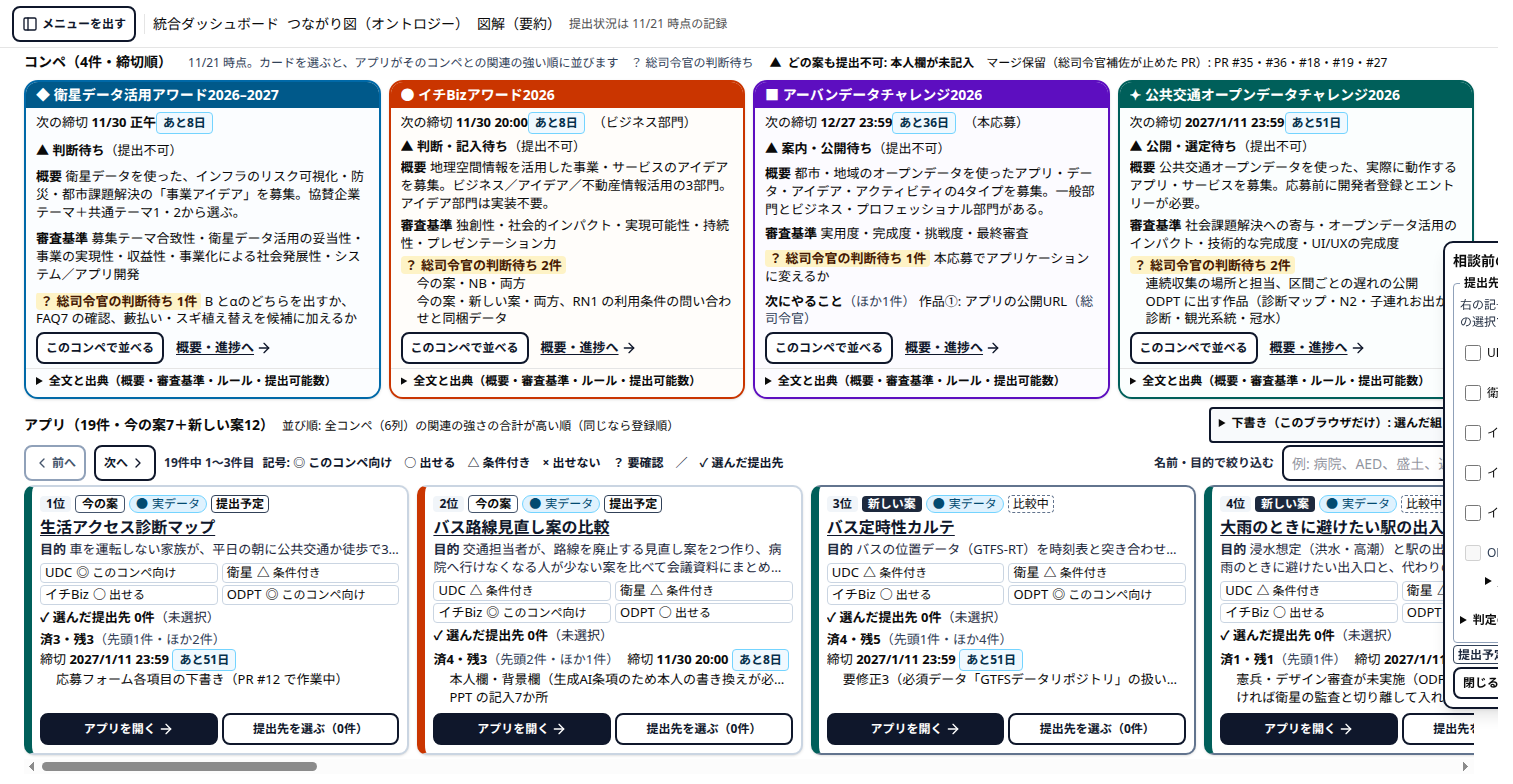 メニューを出す 統合ダッシュボード つながり図（オントロジー） 図解（要約） 提出状況は 11/21 時点の記録
コンペ（4件・締切順） 11/21 時点。カードを選ぶと、アプリがそのコンペとの関連の強い順に並びます ？ 総司令官の判断待ち ▲ どの案も提出不可: 本人欄が未記入 マージ保留（総司令官補佐が止めた PR）: PR #35・#36・#18・#19・#27
◆ 衛星データ活用アワード2026–2027
次の締切 11/30 正午 あと8日
▲ 判断待ち（提出不可）
概要 衛星データを使った、インフラのリスク可視化・防
災・都市課題解決の「事業アイデア」を募集。協賛企業
テーマ＋共通テーマ1・2から選ぶ。
審査基準 募集テーマ合致性・衛星データ活用の妥当性・
事業の実現性・収益性・事業化による社会発展性・シス
テム／アプリ開発
？ 総司令官の判断待ち 1件 B とαのどちらを出すか、
FAQ7 の確認、藪払い・スギ植え替えを候補に加えるか
このコンペで並べる 概要・進捗へ →
▶ 全文と出典（概要・審査基準・ルール・提出可能数）
● イチBizアワード2026
次の締切 11/30 20:00 あと8日 （ビジネス部門）
▲ 判断・記入待ち（提出不可）
概要 地理空間情報を活用した事業・サービスのアイデア
を募集。ビジネス／アイデア／不動産情報活用の3部門。
アイデア部門は実装不要。
審査基準 独創性・社会的インパクト・実現可能性・持続
性・プレゼンテーション力
？ 総司令官の判断待ち 2件
今の案・NB・両方
今の案・新しい案・両方、RN1 の利用条件の問い合わ
せと同梱データ
このコンペで並べる 概要・進捗へ →
▶ 全文と出典（概要・審査基準・ルール・提出可能数）
■ アーバンデータチャレンジ2026
次の締切 12/27 23:59 あと36日 （本応募）
▲ 案内・公開待ち（提出不可）
概要 都市・地域のオープンデータを使ったアプリ・デー
タ・アイデア・アクティビティの4タイプを募集。一般部
門とビジネス・プロフェッショナル部門がある。
審査基準 実用度・完成度・挑戦度・最終審査
？ 総司令官の判断待ち 1件 本応募でアプリケーション
に変えるか
次にやること（ほか1件） 作品①: アプリの公開URL（総
司令官）
このコンペで並べる 概要・進捗へ →
▶ 全文と出典（概要・審査基準・ルール・提出可能数）
✦ 公共交通オープンデータチャレンジ2026
次の締切 2027/1/11 23:59 あと51日
▲ 公開・選定待ち（提出不可）
概要 公共交通オープンデータを使った、実際に動作する
アプリ・サービスを募集。応募前に開発者登録とエント
リーが必要。
審査基準 社会課題解決への寄与・オープンデータ活用の
インパクト・技術的な完成度・UI/UXの完成度
？ 総司令官の判断待ち 2件
連続収集の場所と担当、区間ごとの遅れの公開
ODPT に出す作品（診断マップ・N2・子連れお出か
診断・観光系統・冠水）
このコンペで並べる 概要・進捗へ →
▶ 全文と出典（概要・審査基準・ルール・提出可能数）
相談前の
提出先
右の記
の選択
UD
衛
イ
イ
イ
OD
▶
▶ 判定の
提出予定
閉じる
アプリ（19件・今の案7＋新しい案12） 並び順: 全コンペ（6列）の関連の強さの合計が高い順（同じなら登録順） ▶ 下書き（このブラウザだけ）: 選んだ組
＜ 前へ 次へ ＞ 19件中 1〜3件目 記号: ◎ このコンペ向け ○ 出せる △ 条件付き × 出せない ？ 要確認 ／ ✓ 選んだ提出先 名前・目的で絞り込む 例: 病院、AED、盛土、
1位 今の案 ● 実データ 提出予定
生活アクセス診断マップ
目的 車を運転しない家族が、平日の朝に公共交通か徒歩で3...
UDC ◎ このコンペ向け 衛星 △ 条件付き
イチBiz ○ 出せる ODPT ◎ このコンペ向け
✓ 選んだ提出先 0件（未選択）
済3・残3（先頭1件・ほか2件）
締切 2027/1/11 23:59 あと51日
応募フォーム各項目の下書き（PR #12 で作業中）
アプリを開く → 提出先を選ぶ（0件）
2位 今の案 ● 実データ 提出予定
バス路線見直し案の比較
目的 交通担当者が、路線を廃止する見直し案を2つ作り、病
院へ行けなくなる人が少ない案を比べて会議資料にまとめ...
UDC △ 条件付き 衛星 △ 条件付き
イチBiz ◎ このコンペ向け ODPT ○ 出せる
✓ 選んだ提出先 0件（未選択）
済4・残3（先頭2件・ほか1件） 締切 11/30 20:00 あと8日
本人欄・背景欄（生成AI条項のため本人の書き換えが必...
PPT の記入7か所
アプリを開く → 提出先を選ぶ（0件）
3位 新しい案 ● 実データ 比較中
バス定時性カルテ
目的 バスの位置データ（GTFS-RT）を時刻表と突き合わせ...
UDC △ 条件付き 衛星 △ 条件付き
イチBiz ○ 出せる ODPT ◎ このコンペ向け
✓ 選んだ提出先 0件（未選択）
済4・残5（先頭1件・ほか4件）
締切 2027/1/11 23:59 あと51日
要修正3（必須データ「GTFSデータリポジトリ」の扱い...
アプリを開く → 提出先を選ぶ（0件）
4位 新しい案 ● 実データ 比較中
大雨のときに避けたい駅の出入
目的 浸水想定（洪水・高潮）と駅の出
雨のときに避けたい出入口と、代わり
UDC △ 条件付き 衛星
イチBiz ○ 出せる ODPT
✓ 選んだ提出先 0件（未選択）
済1・残1（先頭1件） 締切 2027/1/11
憲兵・デザイン審査が未実施（ODP
ければ衛星の監査と切り離して入れ
アプリを開く → 提出先を選